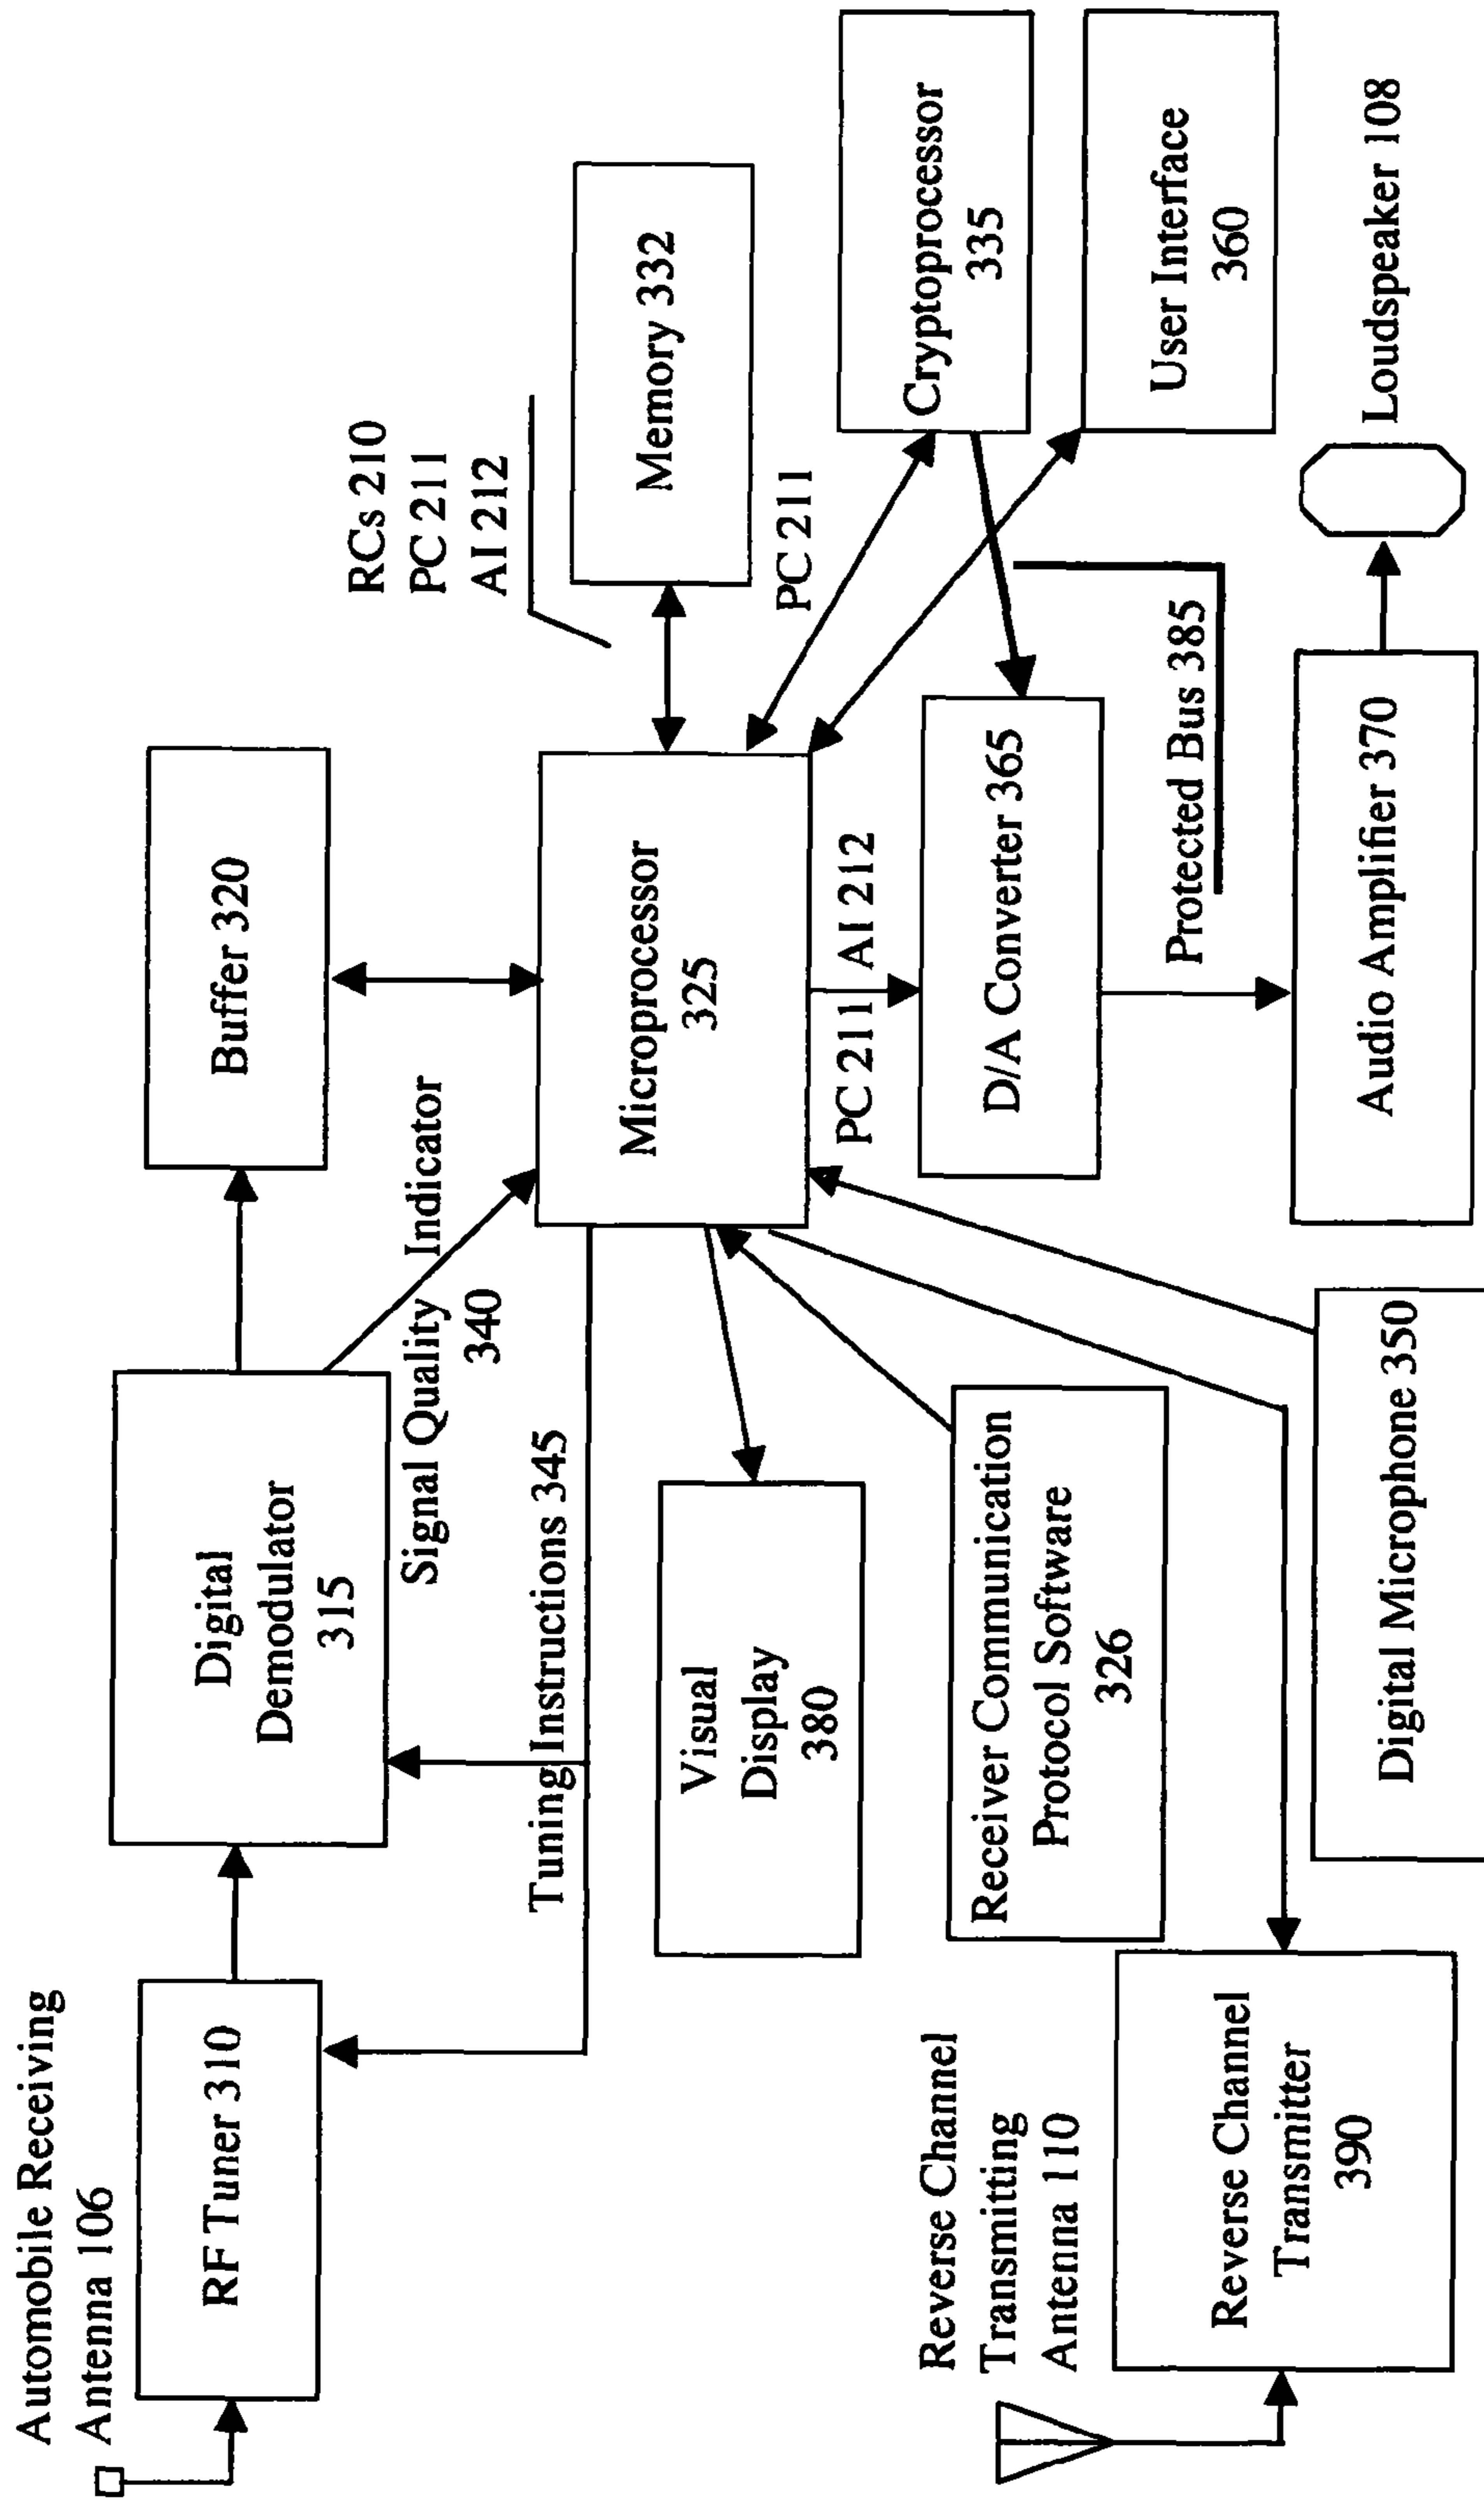 Automobile Receiving
Antenna 106
RF Tuner 310
Digital
Demodulator
315
Buffer 320
Signal Quality Indicator
340
Tuning Instructions 345
RCs 210
PC 211
AI 212
Microprocessor
325
Memory 332
Visual
Display
380
PC 211
PC 211 AI 212
Cryptoprocessor
335
Reverse Channel
Transmitting
Antenna 110
Receiver Communication
Protocol Software
326
D/A Converter 365
User Interface
360
Protected Bus 385
Reverse Channel
Transmitter
390
Digital Microphone 350
Audio Amplifier 370
Loudspeaker 108